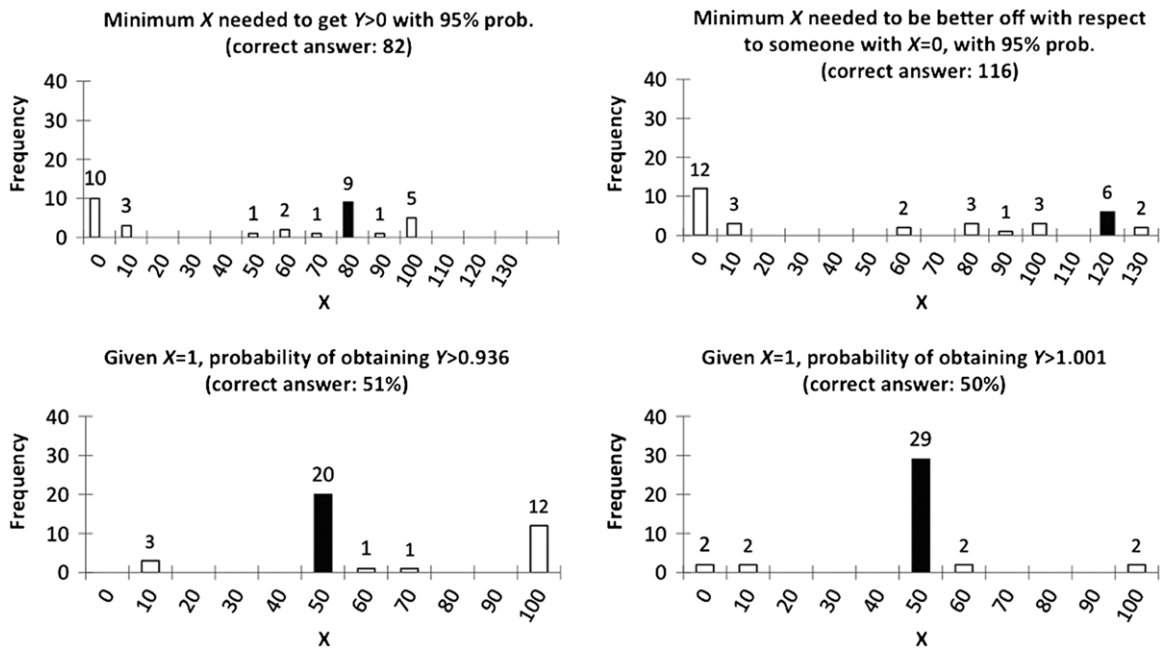 Minimum X needed to get Y>0 with 95% prob.
(correct answer: 82)
Frequency
40
30
20
10
0
10
3
1
2
1
9
1
5
0 10 20 30 40 50 60 70 80 90 100 110 120 130
X
Minimum X needed to be better off with respect
to someone with X=0, with 95% prob.
(correct answer: 116)
Frequency
40
30
20
10
0
12
3
2
3
1
3
6
2
0 10 20 30 40 50 60 70 80 90 100 110 120 130
X
Given X=1, probability of obtaining Y>0.936
(correct answer: 51%)
Frequency
40
30
20
10
0
3
20
1
1
12
0 10 20 30 40 50 60 70 80 90 100
X
Given X=1, probability of obtaining Y>1.001
(correct answer: 50%)
Frequency
40
30
20
10
0
2
2
29
2
2
0 10 20 30 40 50 60 70 80 90 100
X